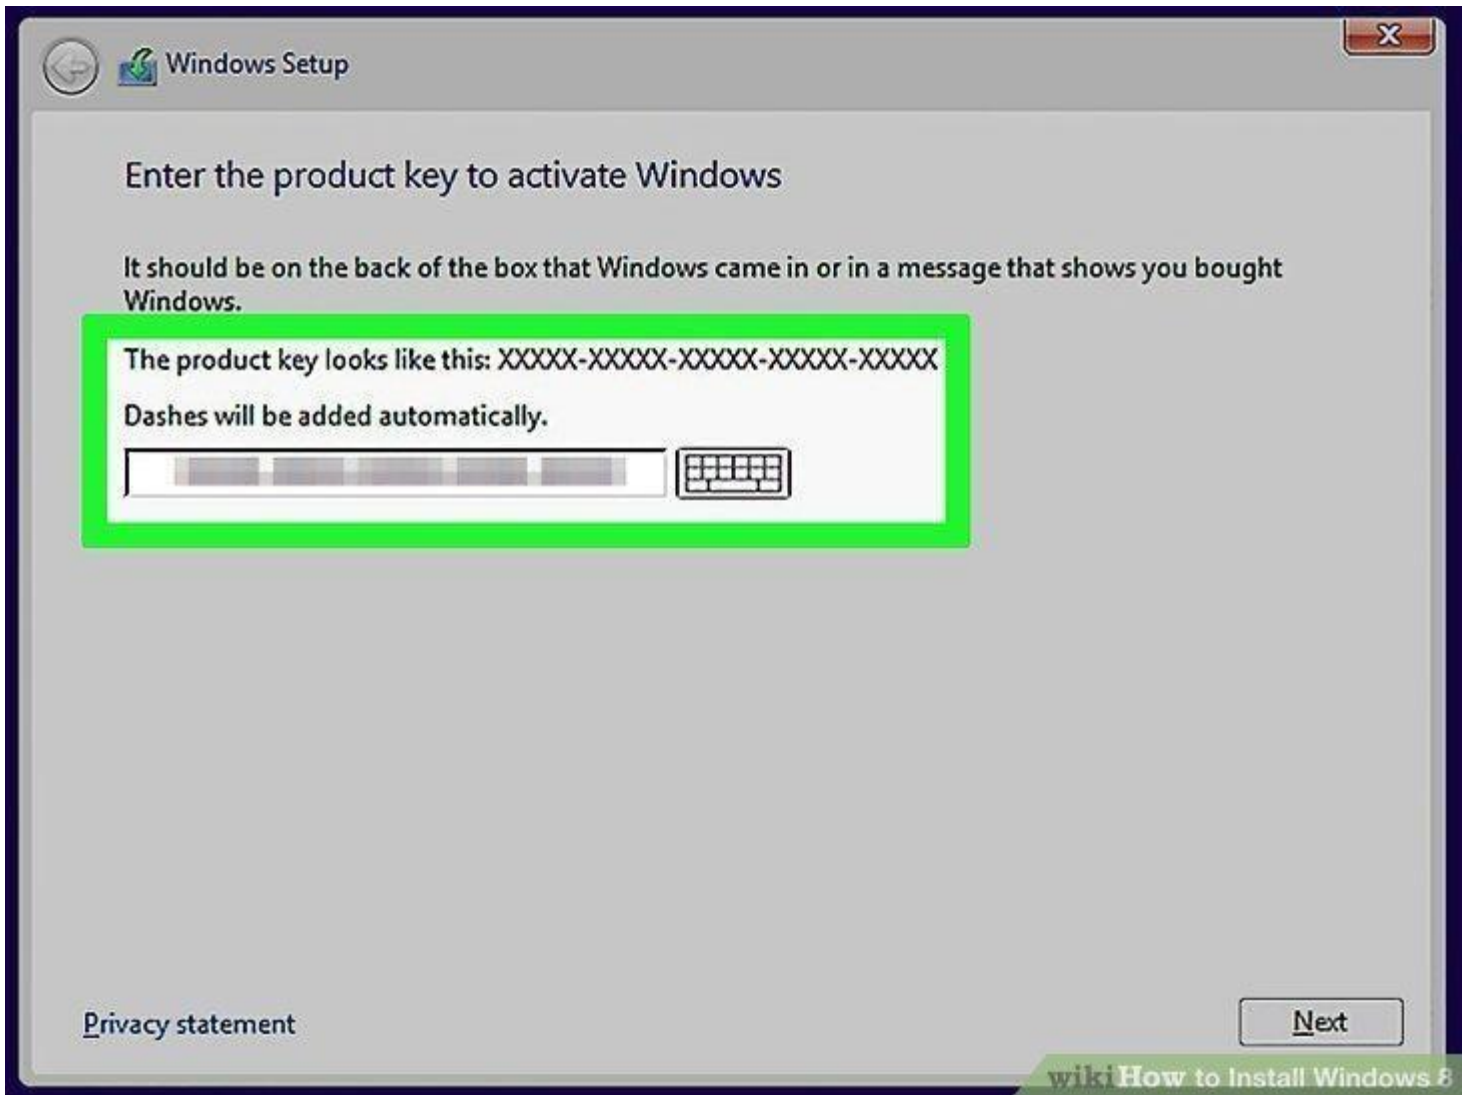 Windows Setup
Enter the product key to activate Windows
It should be on the back of the box that Windows came in or in a message that shows you bought
Windows.
The product key looks like this: XXXXX-XXXXX-XXXXX-XXXXX-XXXXX
Dashes will be added automatically.
Privacy statement
Next
wikiHow to Install Windows 8